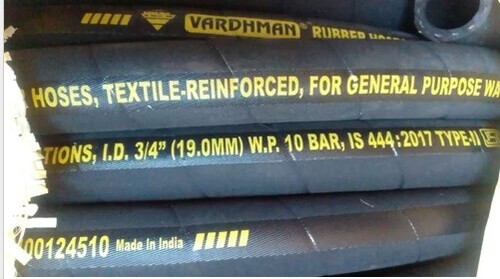 VARDHMAN RUBBER HOSE
HOSES, TEXTILE-REINFORCED, FOR GENERAL PURPOSE WA
TIONS, I.D. 3/4" (19.0MM) W.P. 10 BAR, IS 444:2017 TYPE-II
00124510 Made in India